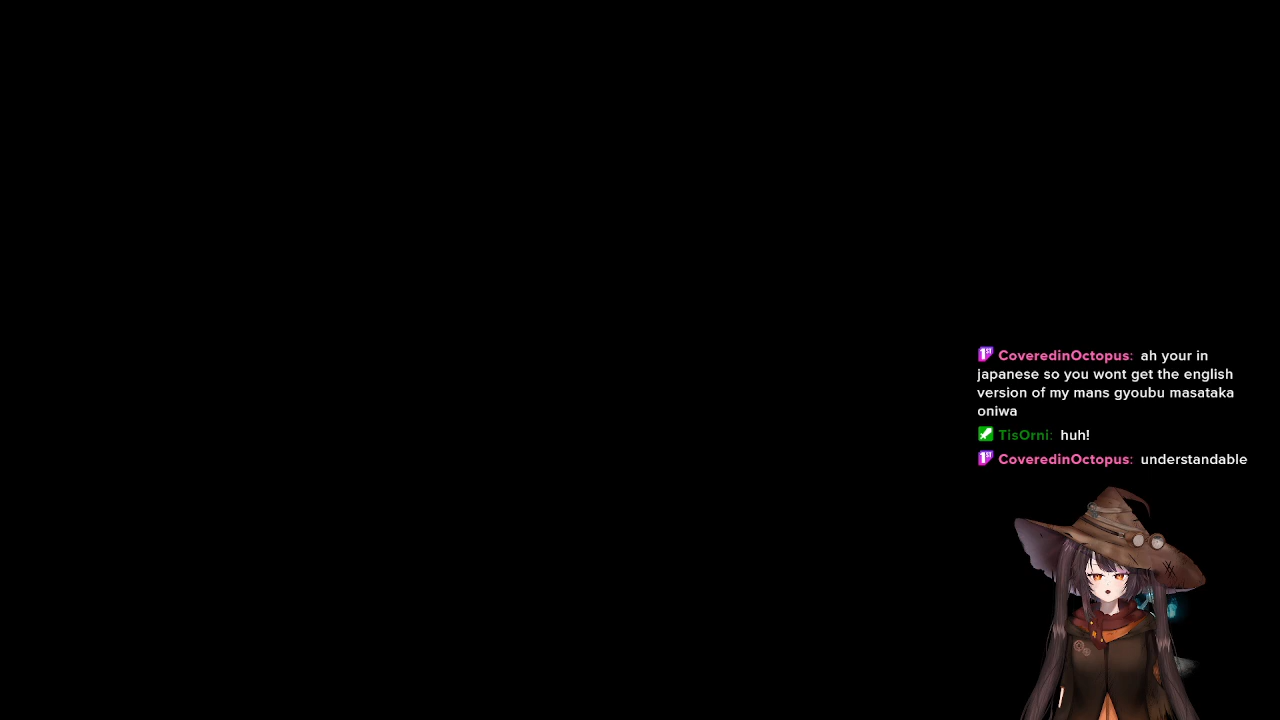 CoveredinOctopus: ah your in
japanese so you wont get the english
version of my mans gyoubu masataka
oniwa
TisOrni: huh!
CoveredinOctopus: understandable